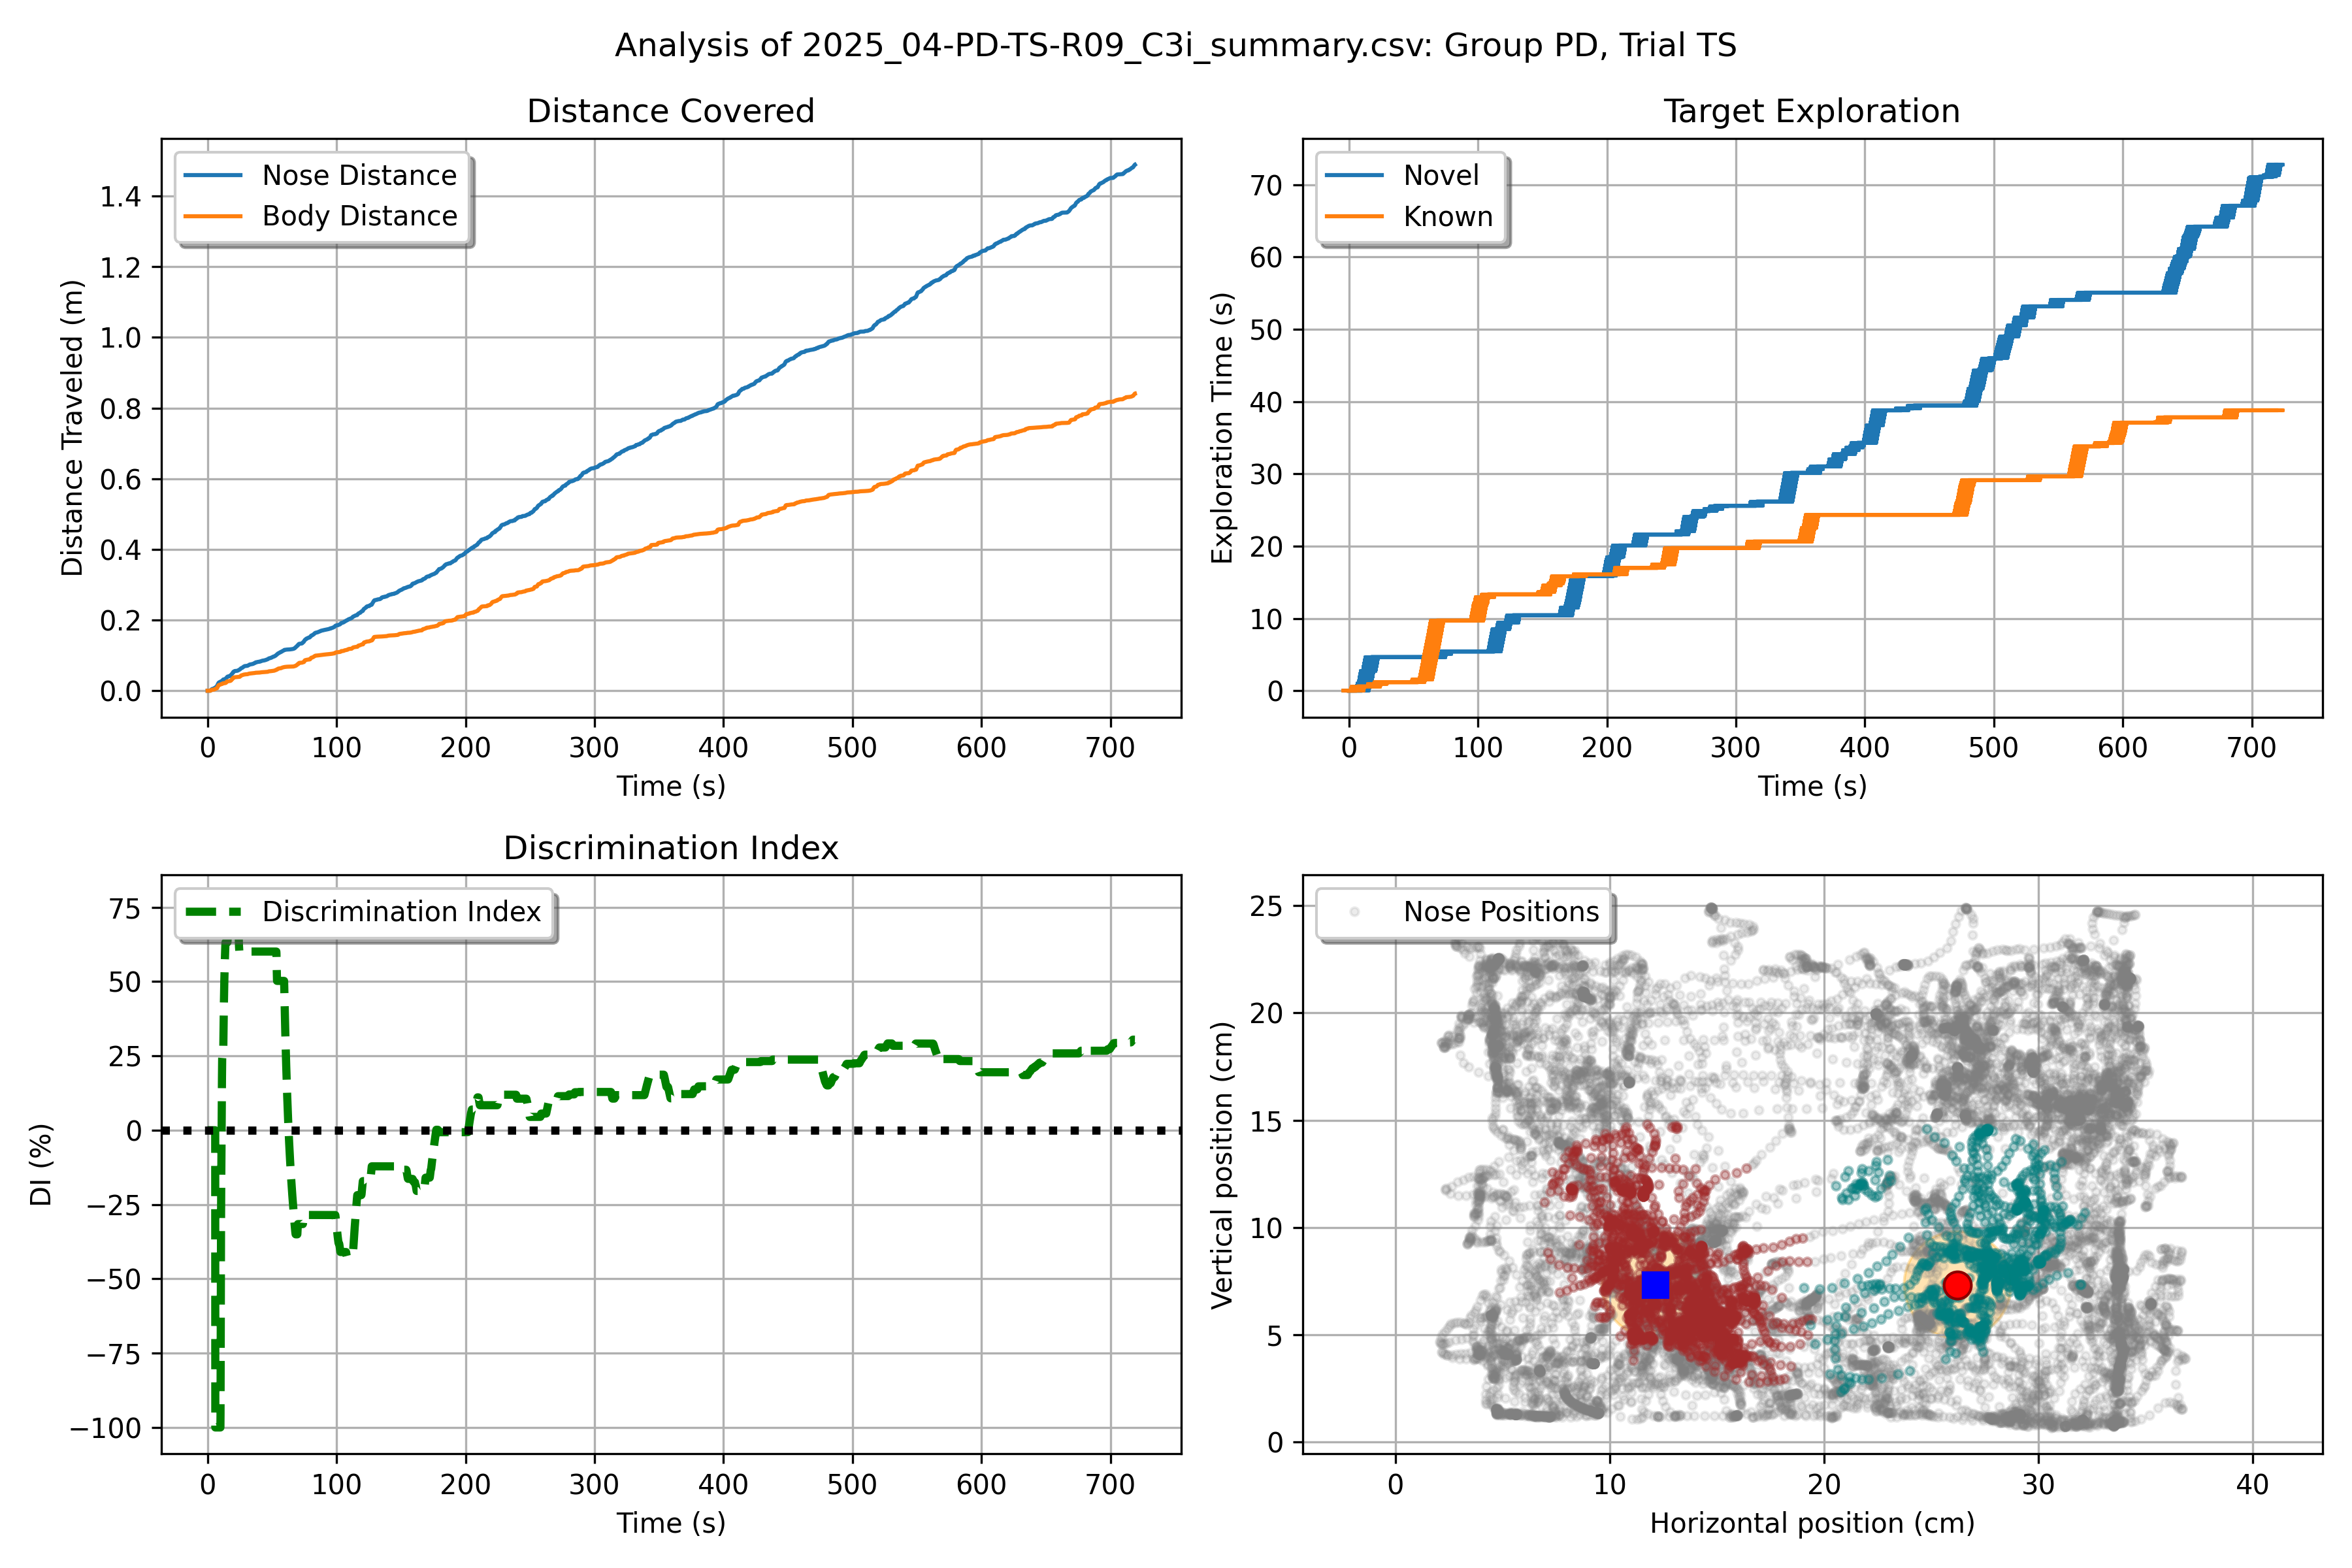 Analysis of 2025_04-PD-TS-R09_C3i_summary.csv: Group PD, Trial TS
Distance Covered
Nose Distance
Body Distance
1.4
1.2
1.0
0.8
0.6
0.4
0.2
0.0
Distance Traveled (m)
0 100 200 300 400 500 600 700
Time (s)
Target Exploration
Novel
Known
70
60
50
40
30
20
10
0
Exploration Time (s)
0 100 200 300 400 500 600 700
Time (s)
Discrimination Index
Discrimination Index
75
50
25
0
−25
−50
−75
−100
DI (%)
0 100 200 300 400 500 600 700
Time (s)
Nose Positions
25
20
15
10
5
0
Vertical position (cm)
0 10 20 30 40
Horizontal position (cm)